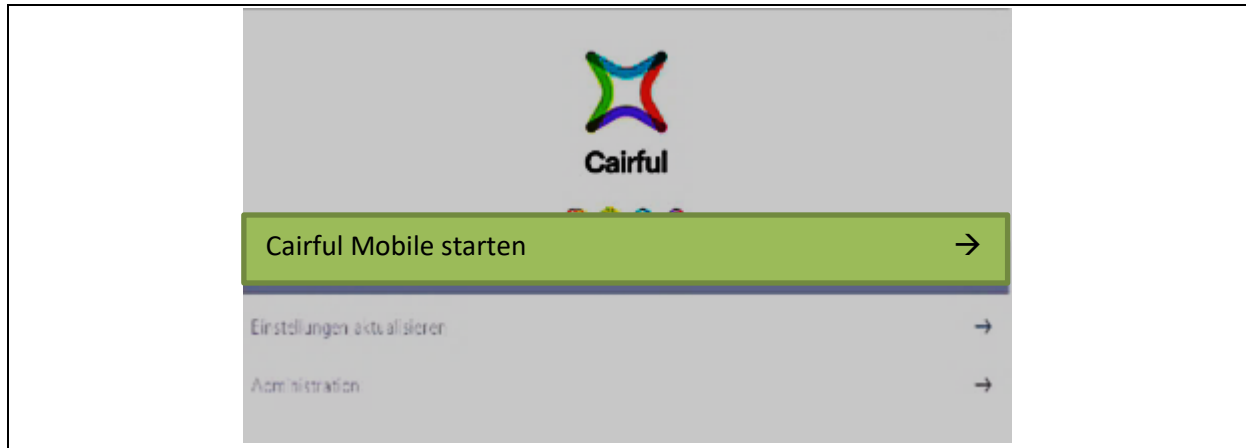 Cairful
Cairful Mobile starten →
Einstellungen aktualisieren →
Administration →